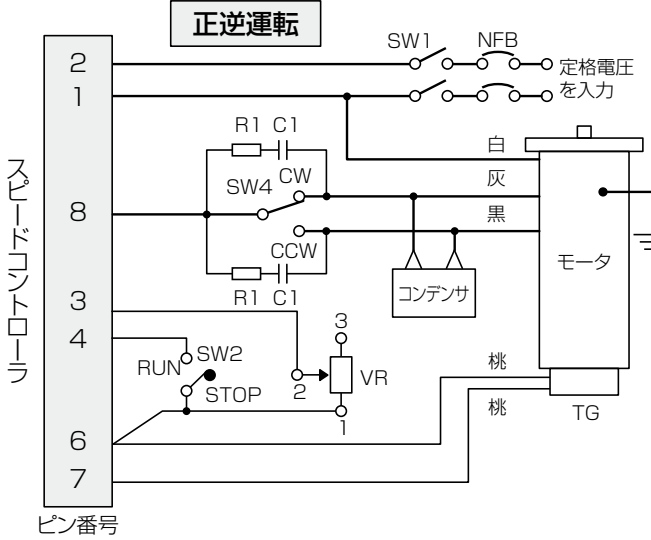 正逆運転
SW1
NFB
2
定格電圧
を入力
1
R1 C1
白
CW
灰
SW4
8
黒
CCW
R1 C1
コンデンサ
モータ
スピードコントローラ
3
4
3
RUN
SW2
STOP
2
VR
1
桃
桃
TG
6
7
ピン番号